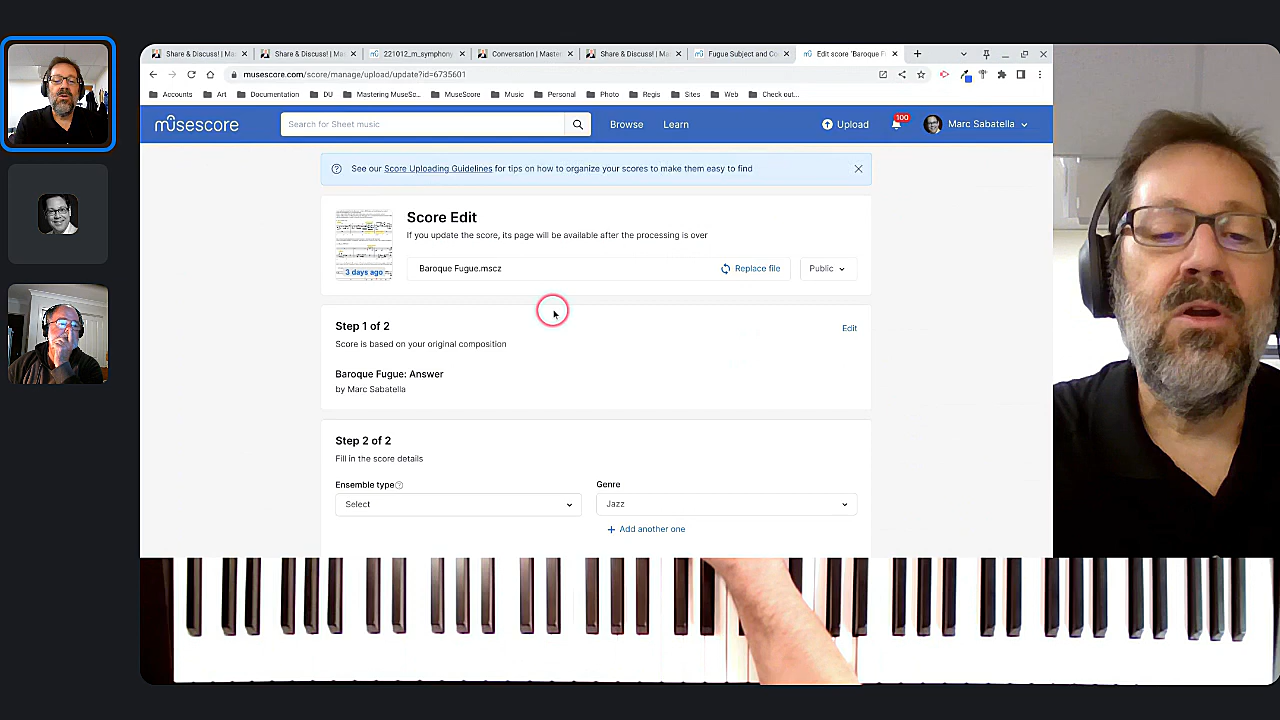 Share & Discuss! | Mas
Share & Discuss! | Mas
221012_m_symphony
Conversation | Master
Share & Discuss! | Mas
Fugue Subject and Co
Edit score 'Baroque F
musescore.com/score/manage/upload/update?id=6735601
Accounts
Art
Documentation
DU
Mastering MuseSc...
MuseScore
Music
Personal
Photo
Regis
Sites
Web
Check out...
musescore
Search for Sheet music
Browse
Learn
Upload
100
Marc Sabatella
See our Score Uploading Guidelines for tips on how to organize your scores to make them easy to find
Score Edit
If you update the score, its page will be available after the processing is over
3 days ago
Baroque Fugue.mscz
Replace file
Public
Step 1 of 2
Edit
Score is based on your original composition
Baroque Fugue: Answer
by Marc Sabatella
Step 2 of 2
Fill in the score details
Ensemble type
Genre
Select
Jazz
+ Add another one